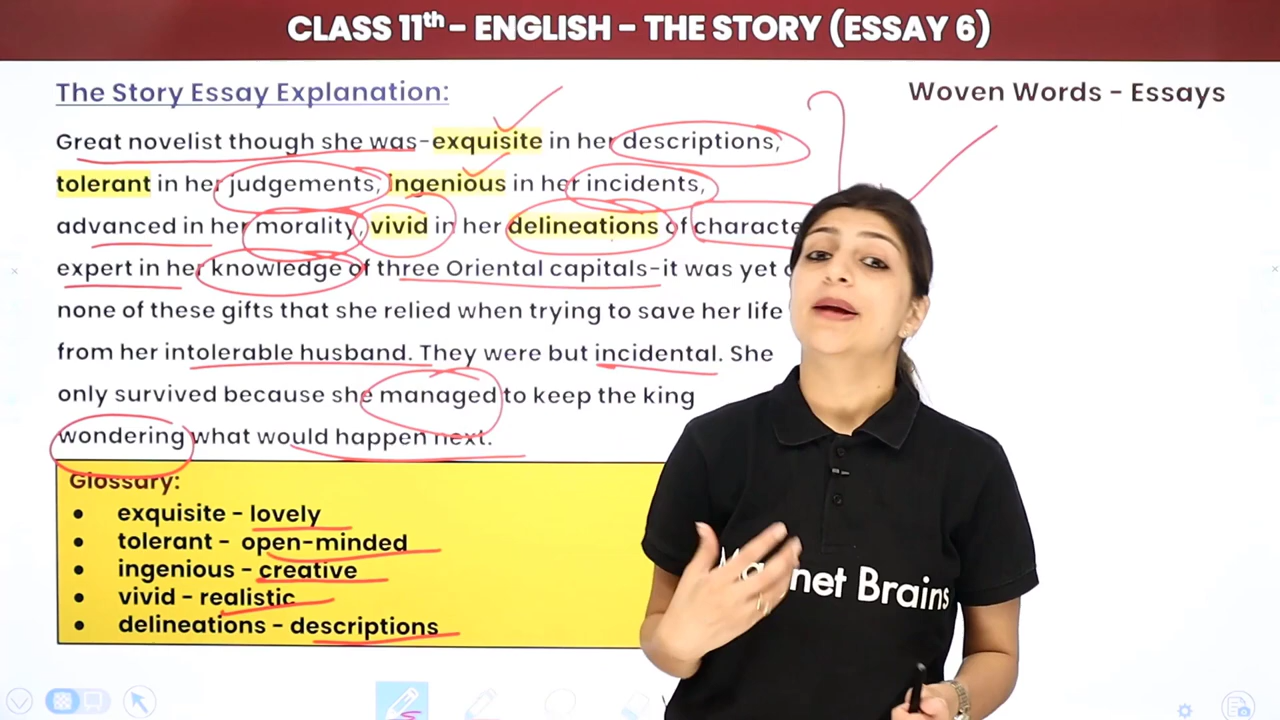 CLASS 11th - ENGLISH - THE STORY (ESSAY 6)
The Story Essay Explanation:
Woven Words - Essays
Great novelist though she was-exquisite in her descriptions,
tolerant in her judgements, ingenious in her incidents,
advanced in her morality, vivid in her delineations of
expert in her knowledge of three Oriental capitals-it was yet
none of these gifts that she relied when trying to save her life
from her intolerable husband. They were but incidental. She
only survived because she managed to keep the king
wondering what would happen next.
Glossary:
• exquisite - lovely
• tolerant - open-minded
• ingenious - creative
• vivid - realistic
• delineations - descriptions
Brains